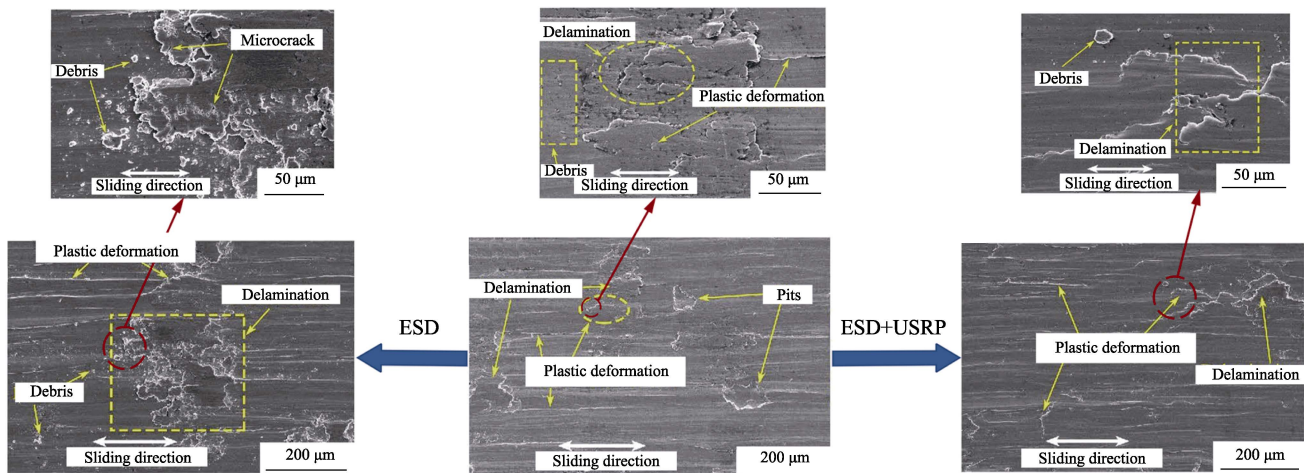 Microcrack
Debris
Sliding direction
50 μm
Delamination
Plastic deformation
Debris
Sliding direction
50 μm
Debris
Delamination
Sliding direction
50 μm
Plastic deformation
Delamination
Debris
Sliding direction
200 μm
ESD
Delamination
Pits
Plastic deformation
Sliding direction
200 μm
ESD+USRP
Plastic deformation
Delamination
Sliding direction
200 μm